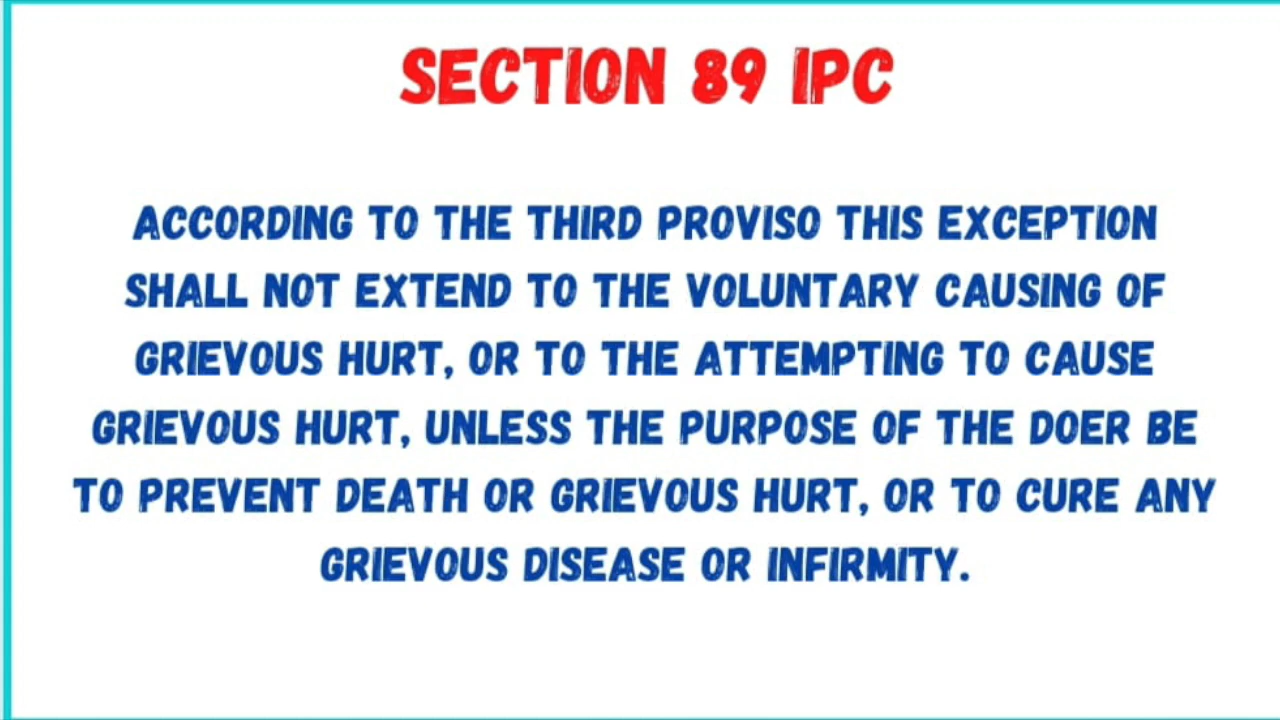 SECTION 89 IPC
ACCORDING TO THE THIRD PROVISO THIS EXCEPTION
SHALL NOT EXTEND TO THE VOLUNTARY CAUSING OF
GRIEVOUS HURT, OR TO THE ATTEMPTING TO CAUSE
GRIEVOUS HURT, UNLESS THE PURPOSE OF THE DOER BE
TO PREVENT DEATH OR GRIEVOUS HURT, OR TO CURE ANY
GRIEVOUS DISEASE OR INFIRMITY.